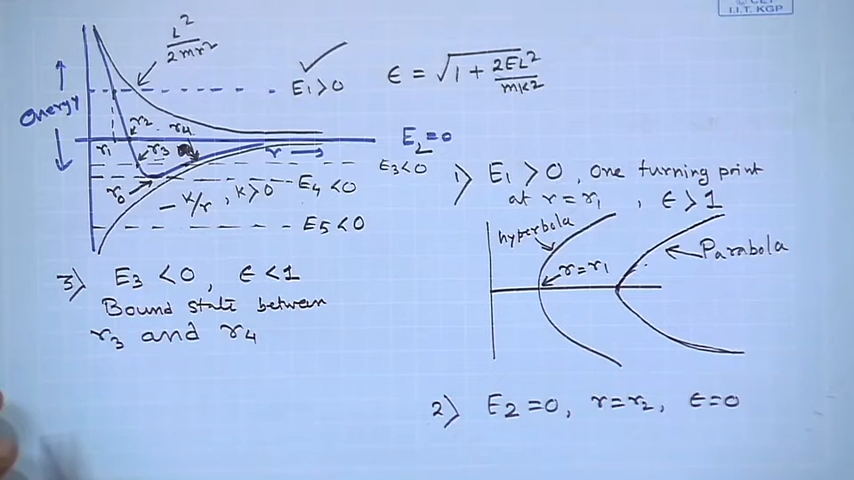 I.I.T. KGP
L²/2mr²
E₁>0
ϵ = √(1 + 2EL²/mk²)
energy
r₁
r₂
r₃
r₄
r
E₂=0
E₃<0
r₀
-k/r, k>0
E₄<0
E₅<0
1) E₁ > 0, one turning print
at r = r₁ , ϵ > 1
hyperbola
r=r₁
Parabola
3) E₃ < 0, ϵ < 1
Bound state between
r₃ and r₄
2) E₂ = 0, r = r₂, ϵ = 0